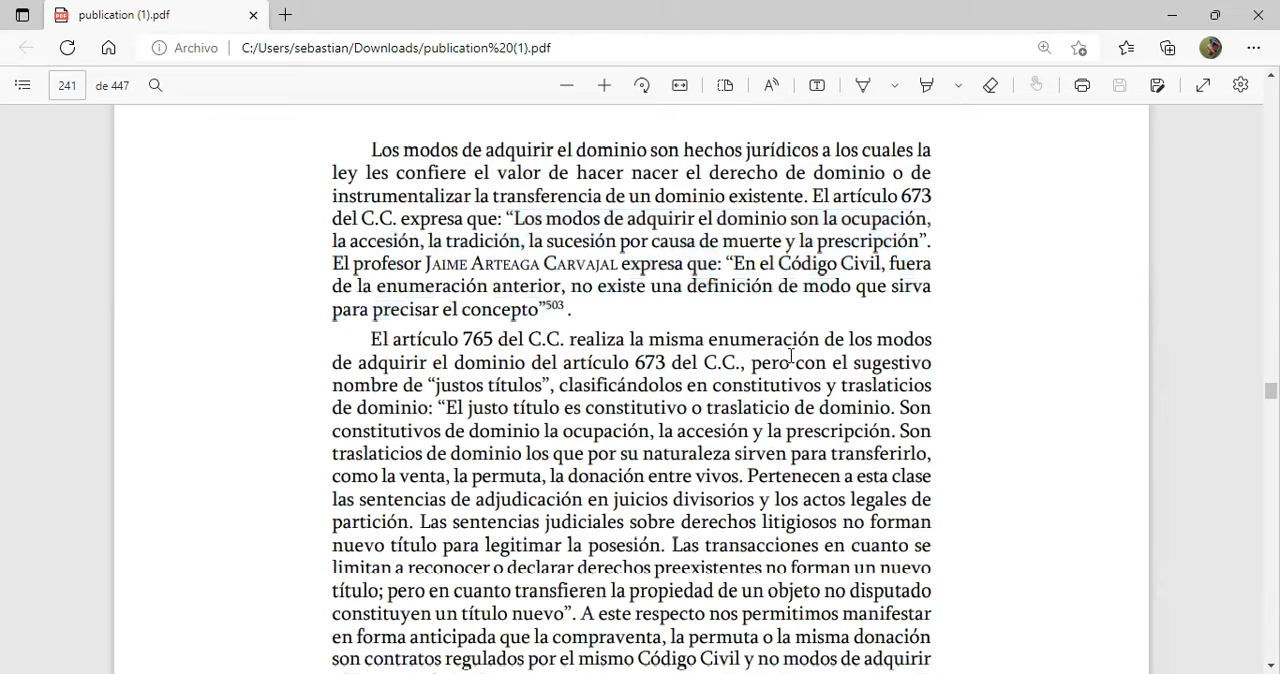 publication (1).pdf
Archivo
C:/Users/sebastian/Downloads/publication%20(1).pdf
241 de 447
Los modos de adquirir el dominio son hechos jurídicos a los cuales la
ley les confiere el valor de hacer nacer el derecho de dominio o de
instrumentalizar la transferencia de un dominio existente. El artículo 673
del C.C. expresa que: “Los modos de adquirir el dominio son la ocupación,
la accesión, la tradición, la sucesión por causa de muerte y la prescripción”.
El profesor JAIME ARTEAGA CARVAJAL expresa que: “En el Código Civil, fuera
de la enumeración anterior, no existe una definición de modo que sirva
para precisar el concepto”503 .
El artículo 765 del C.C. realiza la misma enumeración de los modos
de adquirir el dominio del artículo 673 del C.C., pero con el sugestivo
nombre de “justos títulos”, clasificándolos en constitutivos y traslaticios
de dominio: “El justo título es constitutivo o traslaticio de dominio. Son
constitutivos de dominio la ocupación, la accesión y la prescripción. Son
traslaticios de dominio los que por su naturaleza sirven para transferirlo,
como la venta, la permuta, la donación entre vivos. Pertenecen a esta clase
las sentencias de adjudicación en juicios divisorios y los actos legales de
partición. Las sentencias judiciales sobre derechos litigiosos no forman
nuevo título para legitimar la posesión. Las transacciones en cuanto se
limitan a reconocer o declarar derechos preexistentes no forman un nuevo
título; pero en cuanto transfieren la propiedad de un objeto no disputado
constituyen un título nuevo”. A este respecto nos permitimos manifestar
en forma anticipada que la compraventa, la permuta o la misma donación
son contratos regulados por el mismo Código Civil y no modos de adquirir